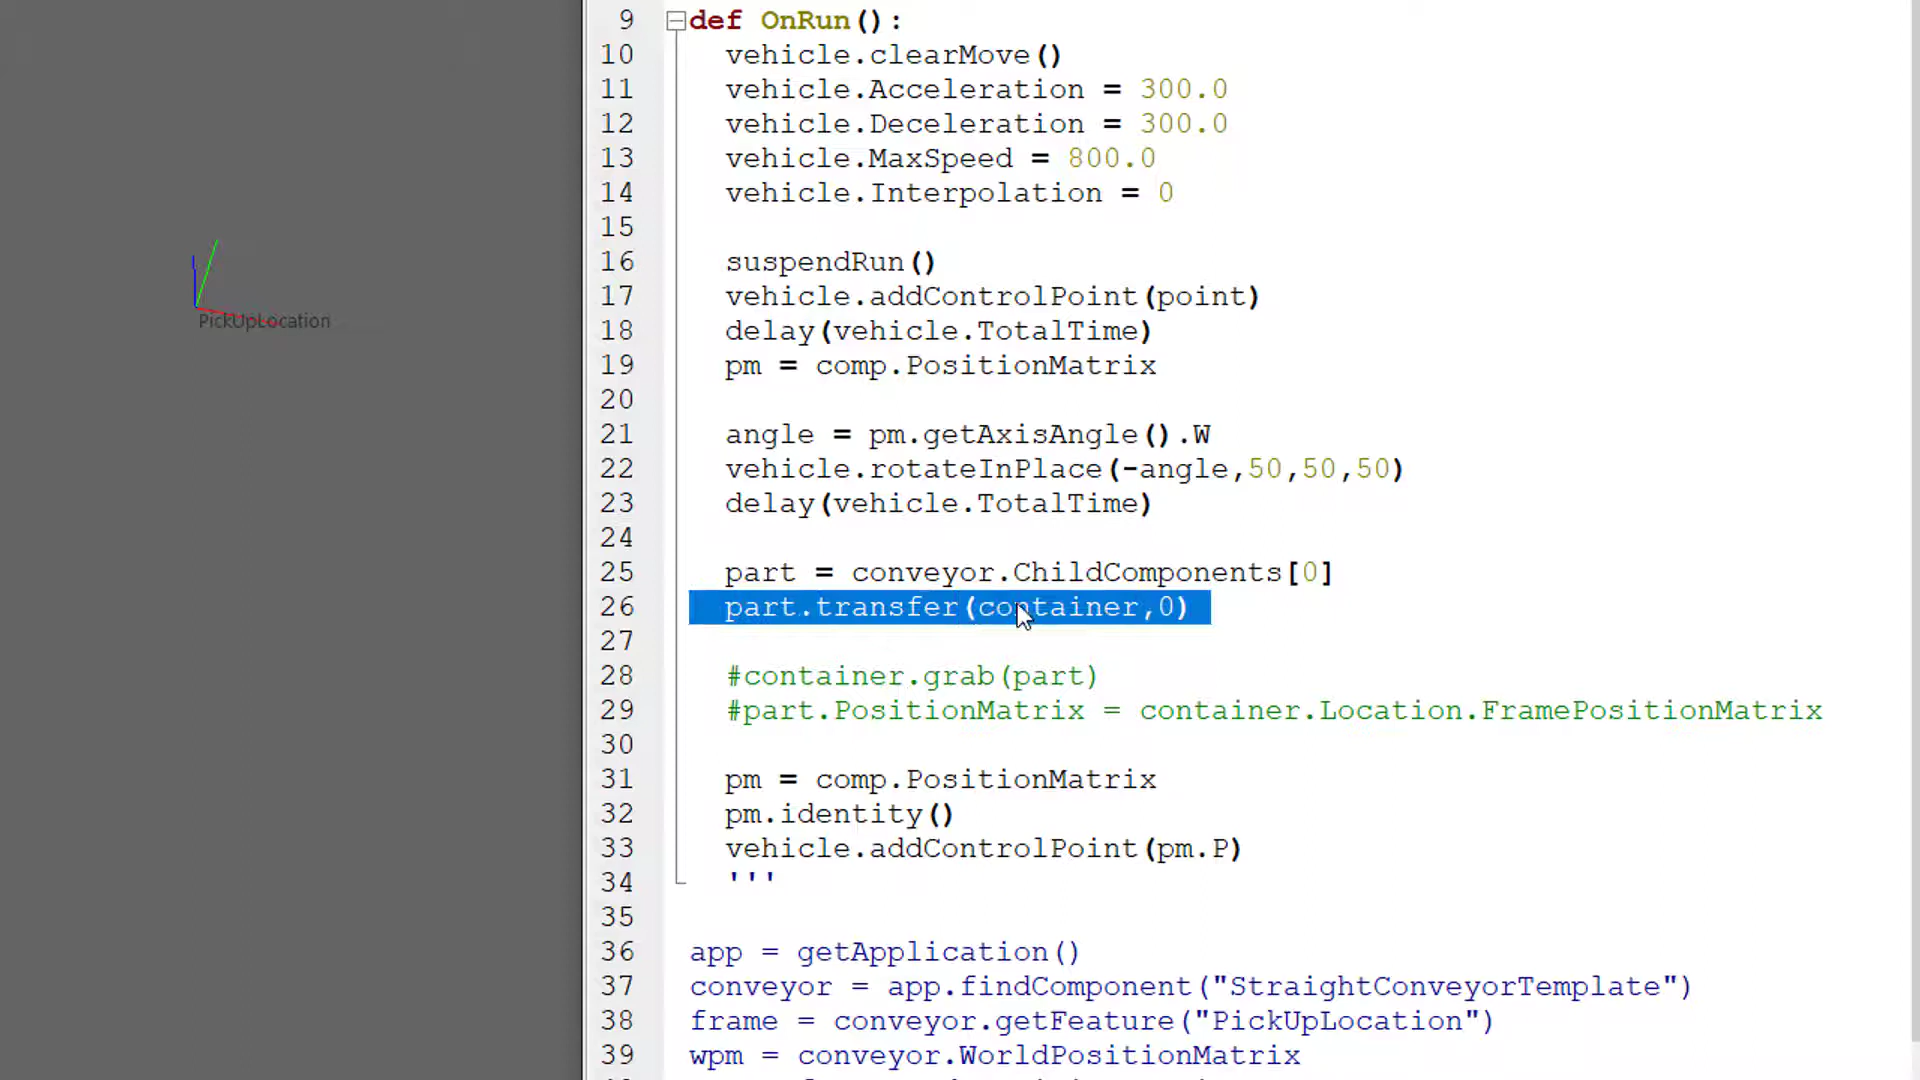 PickUpLocation
9 def OnRun():
10 vehicle.clearMove()
11 vehicle.Acceleration = 300.0
12 vehicle.Deceleration = 300.0
13 vehicle.MaxSpeed = 800.0
14 vehicle.Interpolation = 0
15
16 suspendRun()
17 vehicle.addControlPoint(point)
18 delay(vehicle.TotalTime)
19 pm = comp.PositionMatrix
20
21 angle = pm.getAxisAngle().W
22 vehicle.rotateInPlace(-angle,50,50,50)
23 delay(vehicle.TotalTime)
24
25 part = conveyor.ChildComponents[0]
26 part.transfer(container,0)
27
28 #container.grab(part)
29 #part.PositionMatrix = container.Location.FramePositionMatrix
30
31 pm = comp.PositionMatrix
32 pm.identity()
33 vehicle.addControlPoint(pm.P)
34 '''
35
36 app = getApplication()
37 conveyor = app.findComponent("StraightConveyorTemplate")
38 frame = conveyor.getFeature("PickUpLocation")
39 wpm = conveyor.WorldPositionMatrix